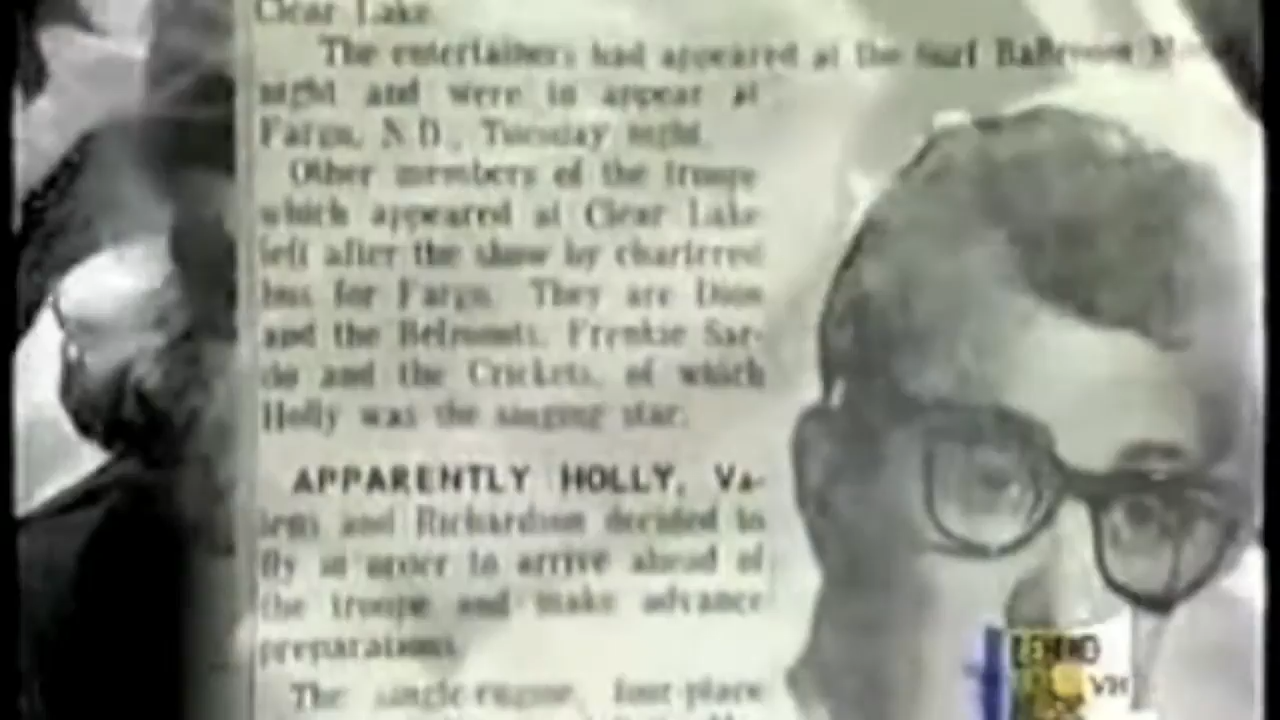 Clear Lake.
The entertainers had appeared at the Surf Ballroom
night and were to appear at
Fargo, N.D., Tuesday night.
Other members of the troupe
which appeared at Clear Lake
left after the show by chartered
bus for Fargo. They are Dion
and the Belmonts, Frenkie Sar-
do and the Crickets, of which
Holly was the singing star.
APPARENTLY HOLLY, Va-
lens and Richardson decided to
fly in order to arrive ahead of
the troupe and make advance
preparations.
The single-engine, four-place
BEHIND
VH